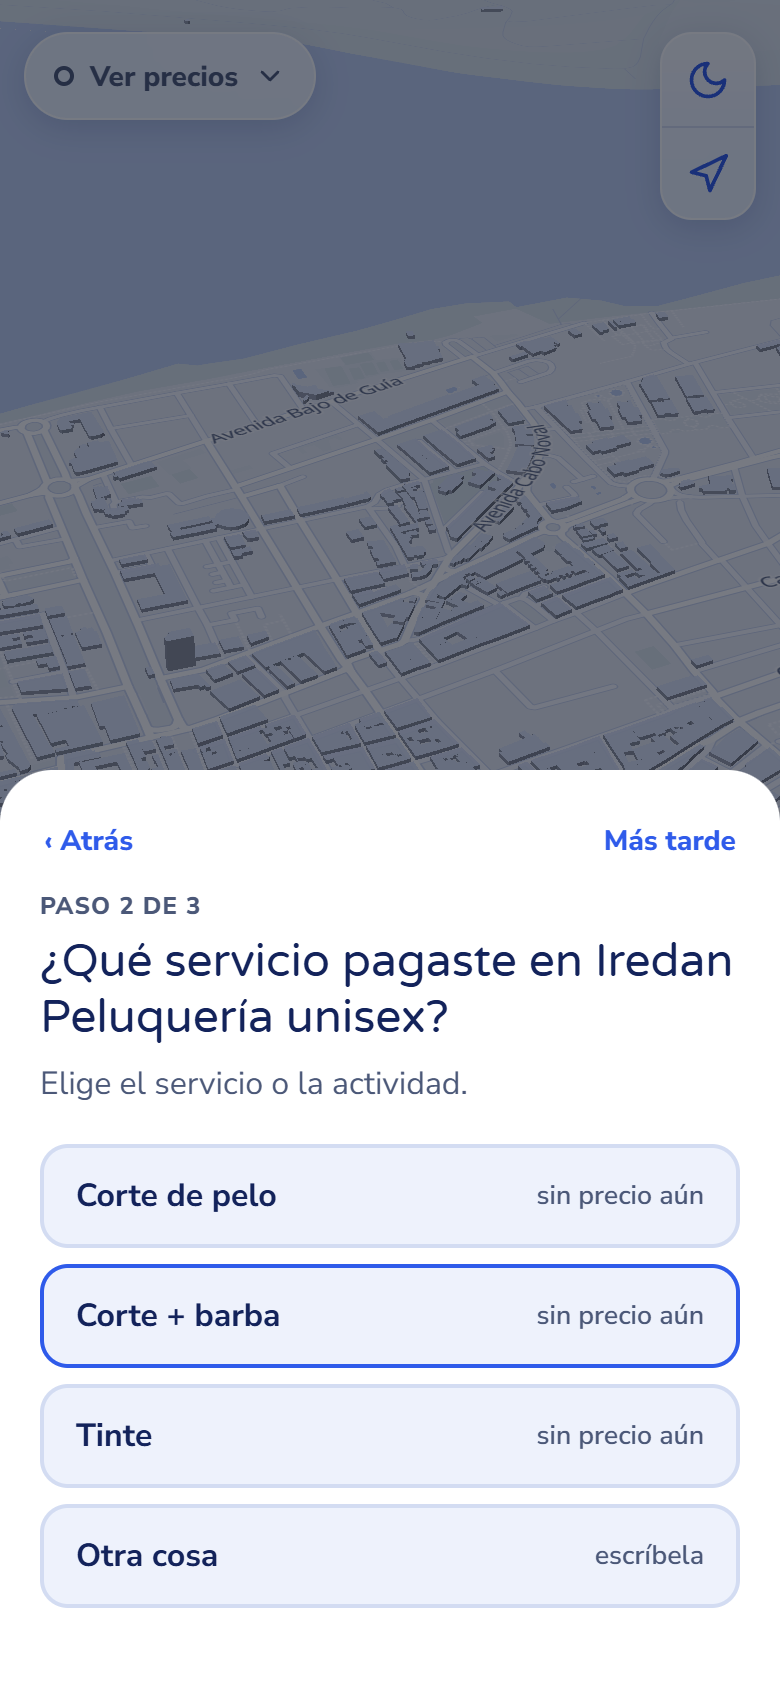 Ver precios
Avenida Bajo de Guía
Avenida Cabo Noval
‹ Atrás
Más tarde
PASO 2 DE 3
¿Qué servicio pagaste en Iredan
Peluquería unisex?
Elige el servicio o la actividad.
Corte de pelo
sin precio aún
Corte + barba
sin precio aún
Tinte
sin precio aún
Otra cosa
escríbela